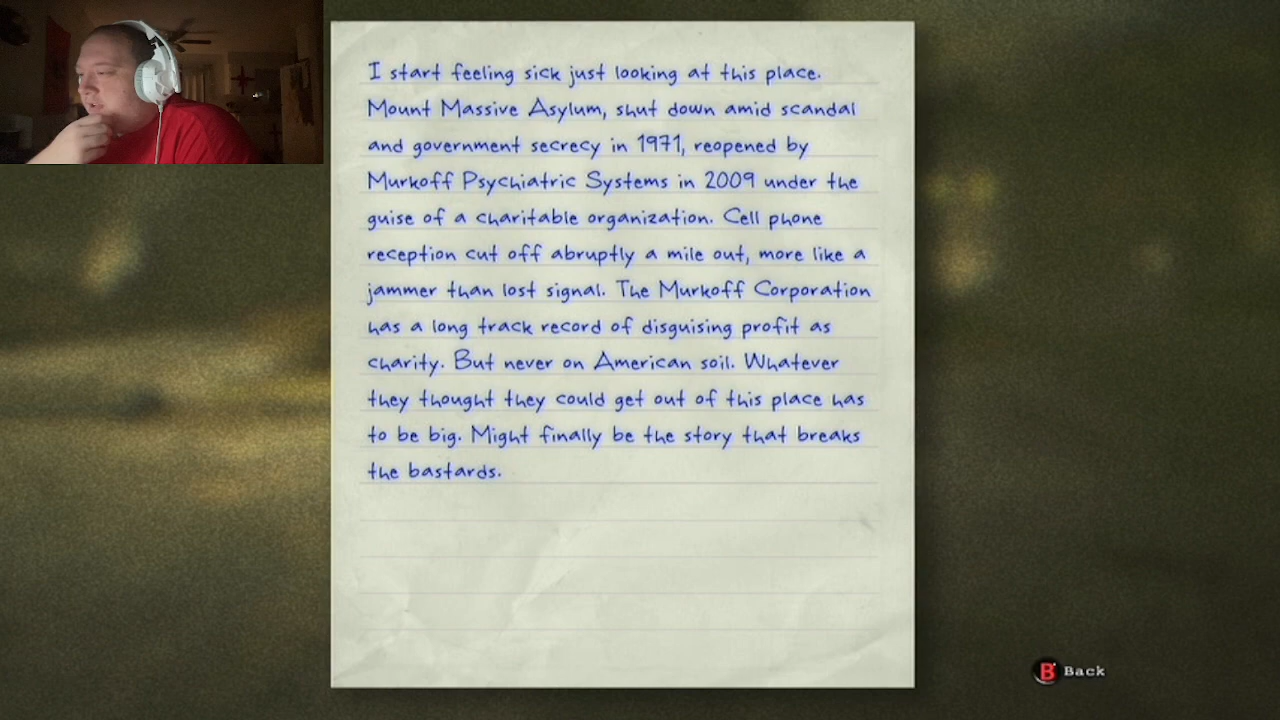 I start feeling sick just looking at this place.
Mount Massive Asylum, shut down amid scandal
and government secrecy in 1971, reopened by
Murkoff Psychiatric Systems in 2009 under the
guise of a charitable organization. Cell phone
reception cut off abruptly a mile out, more like a
jammer than lost signal. The Murkoff Corporation
has a long track record of disguising profit as
charity. But never on American soil. Whatever
they thought they could get out of this place has
to be big. Might finally be the story that breaks
the bastards.
B Back